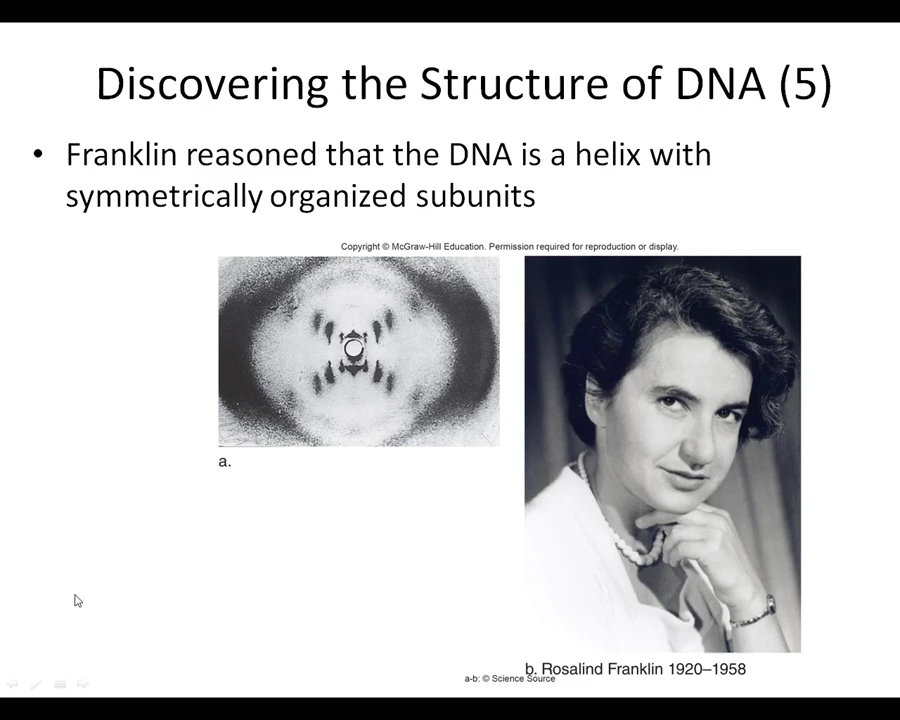 Discovering the Structure of DNA (5)
• Franklin reasoned that the DNA is a helix with
symmetrically organized subunits
Copyright © McGraw-Hill Education. Permission required for reproduction or display.
a.
b. Rosalind Franklin 1920–1958
a-b: © Science Source